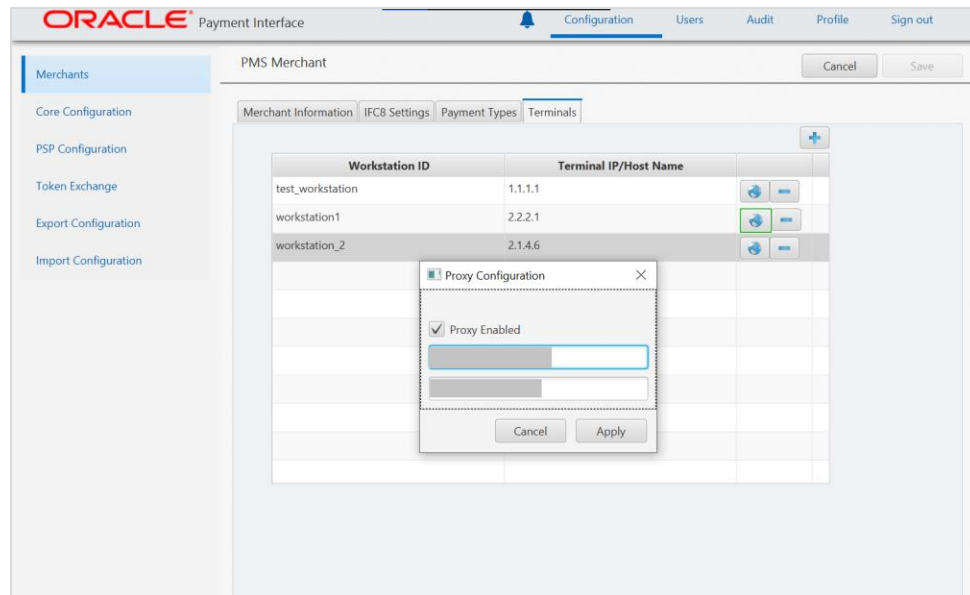 ORACLE® Payment Interface Configuration Users Audit Profile Sign out
Merchants
Core Configuration
PSP Configuration
Token Exchange
Export Configuration
Import Configuration
PMS Merchant Cancel Save
Merchant Information IFC8 Settings Payment Types Terminals
Workstation ID Terminal IP/Host Name
test_workstation 1.1.1.1
workstation1 2.2.2.1
workstation_2 2.1.4.6
Proxy Configuration
Proxy Enabled
Cancel Apply